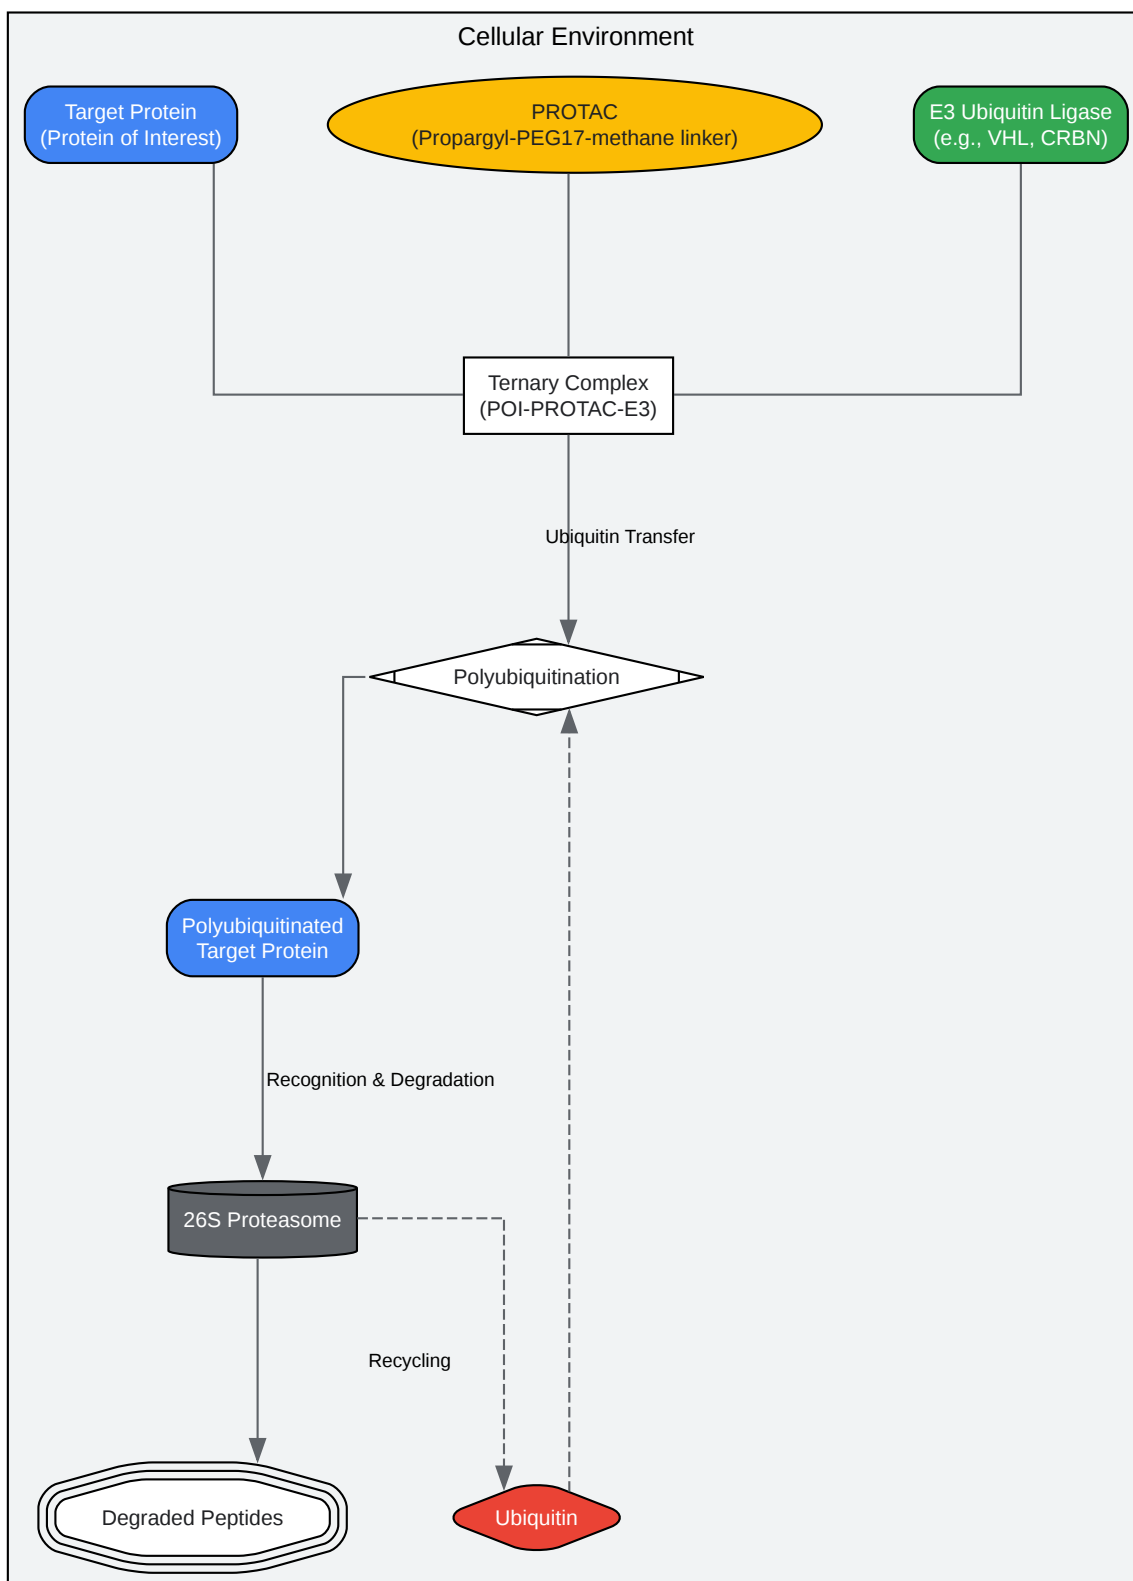 Cellular Environment
Target Protein
(Protein of Interest)
PROTAC
(Propargyl-PEG17-methane linker)
E3 Ubiquitin Ligase
(e.g., VHL, CRBN)
Ternary Complex
(POI-PROTAC-E3)
Ubiquitin Transfer
Polyubiquitination
Polyubiquitinated
Target Protein
Recognition & Degradation
26S Proteasome
Recycling
Degraded Peptides
Ubiquitin